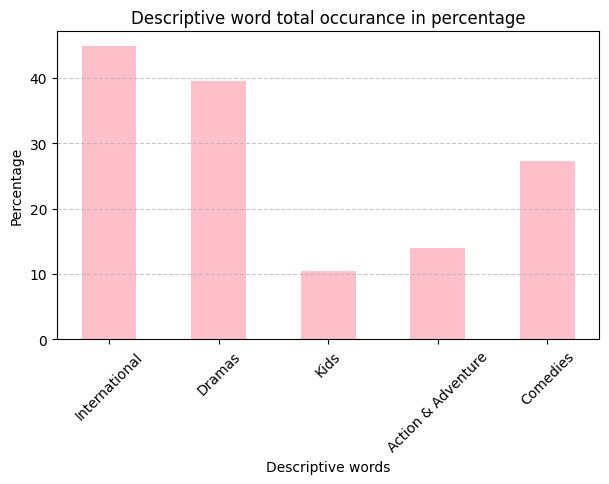 Descriptive word total occurance in percentage
Percentage
40
30
20
10
0
International
Dramas
Kids
Action & Adventure
Comedies
Descriptive words